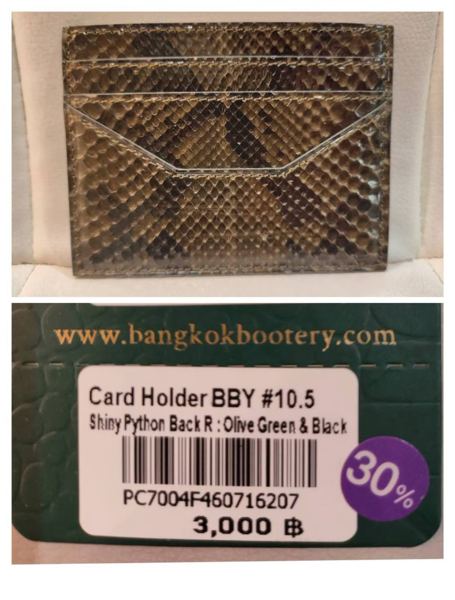 www.bangkokbootery.com
Card Holder BBY #10.5
Shiny Python Back R : Olive Green & Black
PC7004F460716207
3,000 ฿
30%